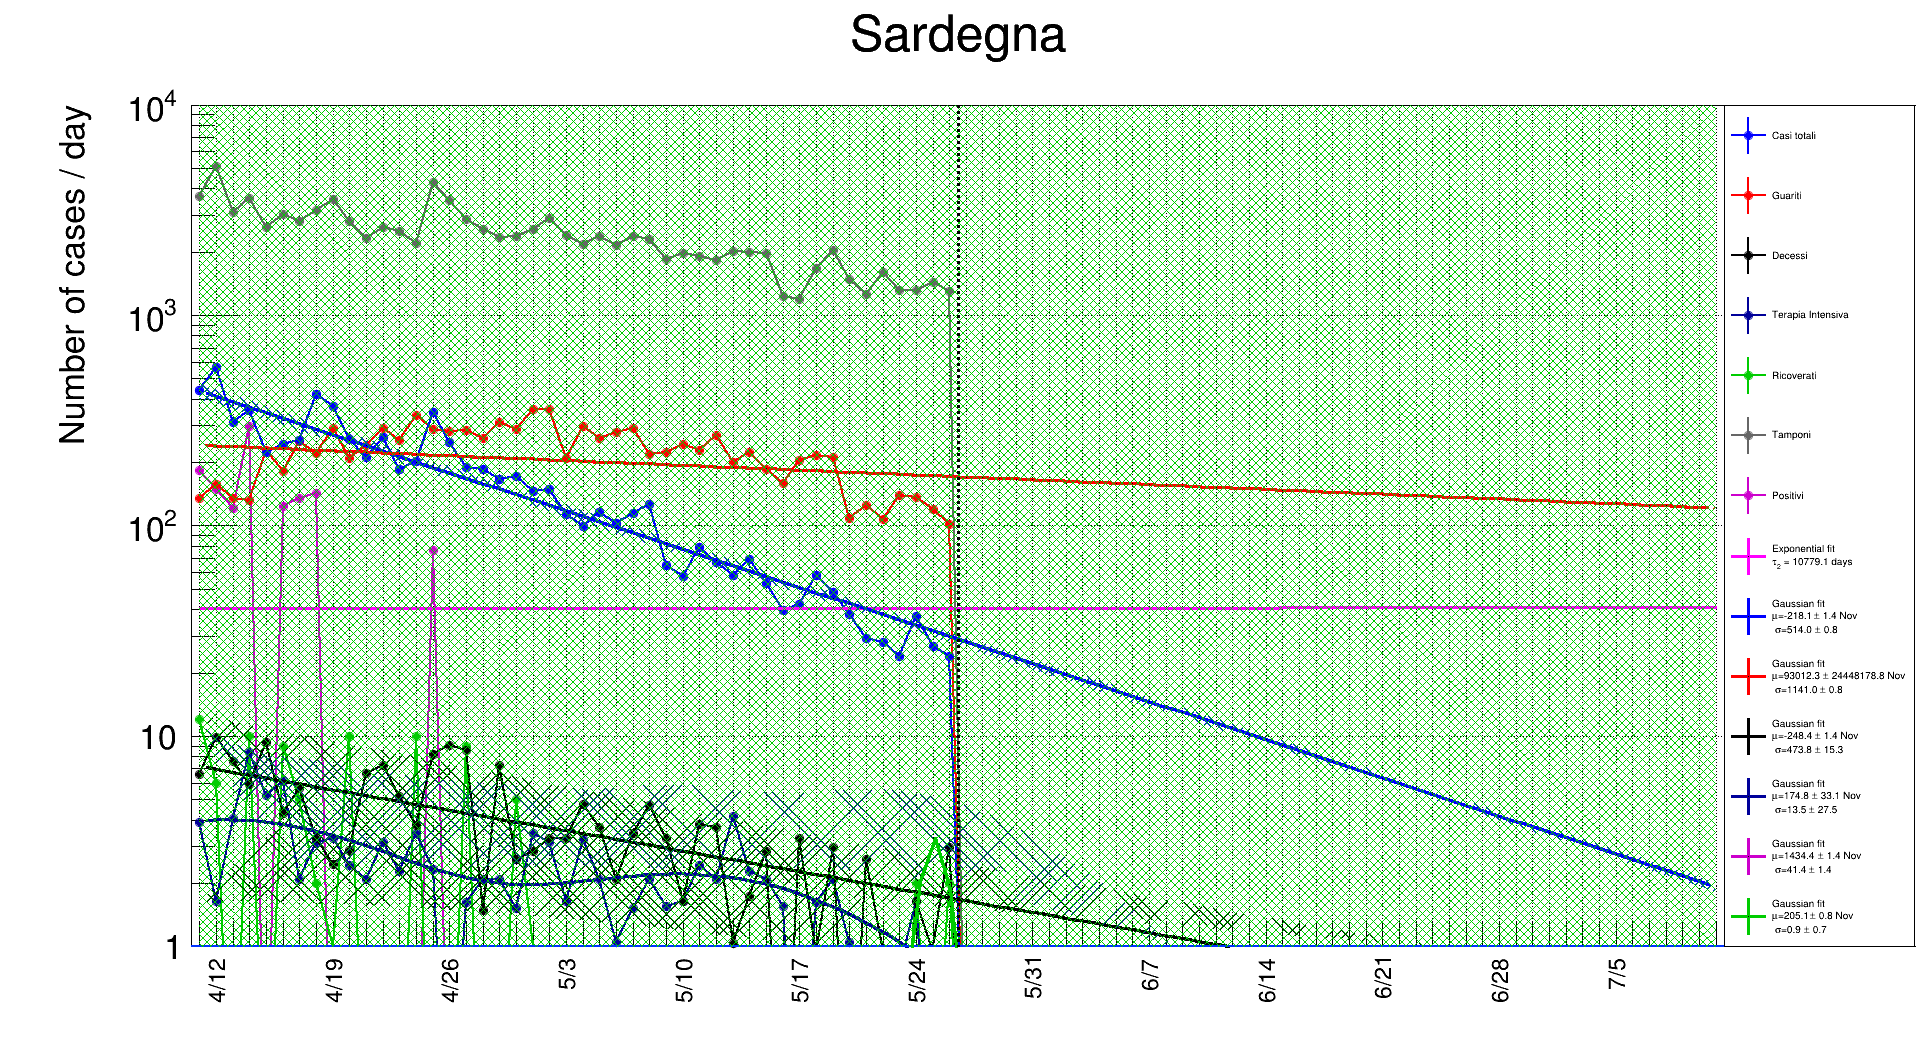 Sardegna
Number of cases / day
10^4
10^3
10^2
10
1
4/12
4/19
4/26
5/3
5/10
5/17
5/24
5/31
6/7
6/14
6/21
6/28
7/5
Casi totali
Guariti
Decessi
Terapia Intensiva
Ricoverati
Tamponi
Positivi
Exponential fit
τ₂ = 10779.1 days
Gaussian fit
μ=-218.1 ± 1.4 Nov
σ=514.0 ± 0.8
Gaussian fit
μ=93012.3 ± 24448178.8 Nov
σ=1141.0 ± 0.8
Gaussian fit
μ=-248.4 ± 1.4 Nov
σ=473.8 ± 15.3
Gaussian fit
μ=174.8 ± 33.1 Nov
σ=13.5 ± 27.5
Gaussian fit
μ=1434.4 ± 1.4 Nov
σ=41.4 ± 1.4
Gaussian fit
μ=205.1± 0.8 Nov
σ=0.9 ± 0.7